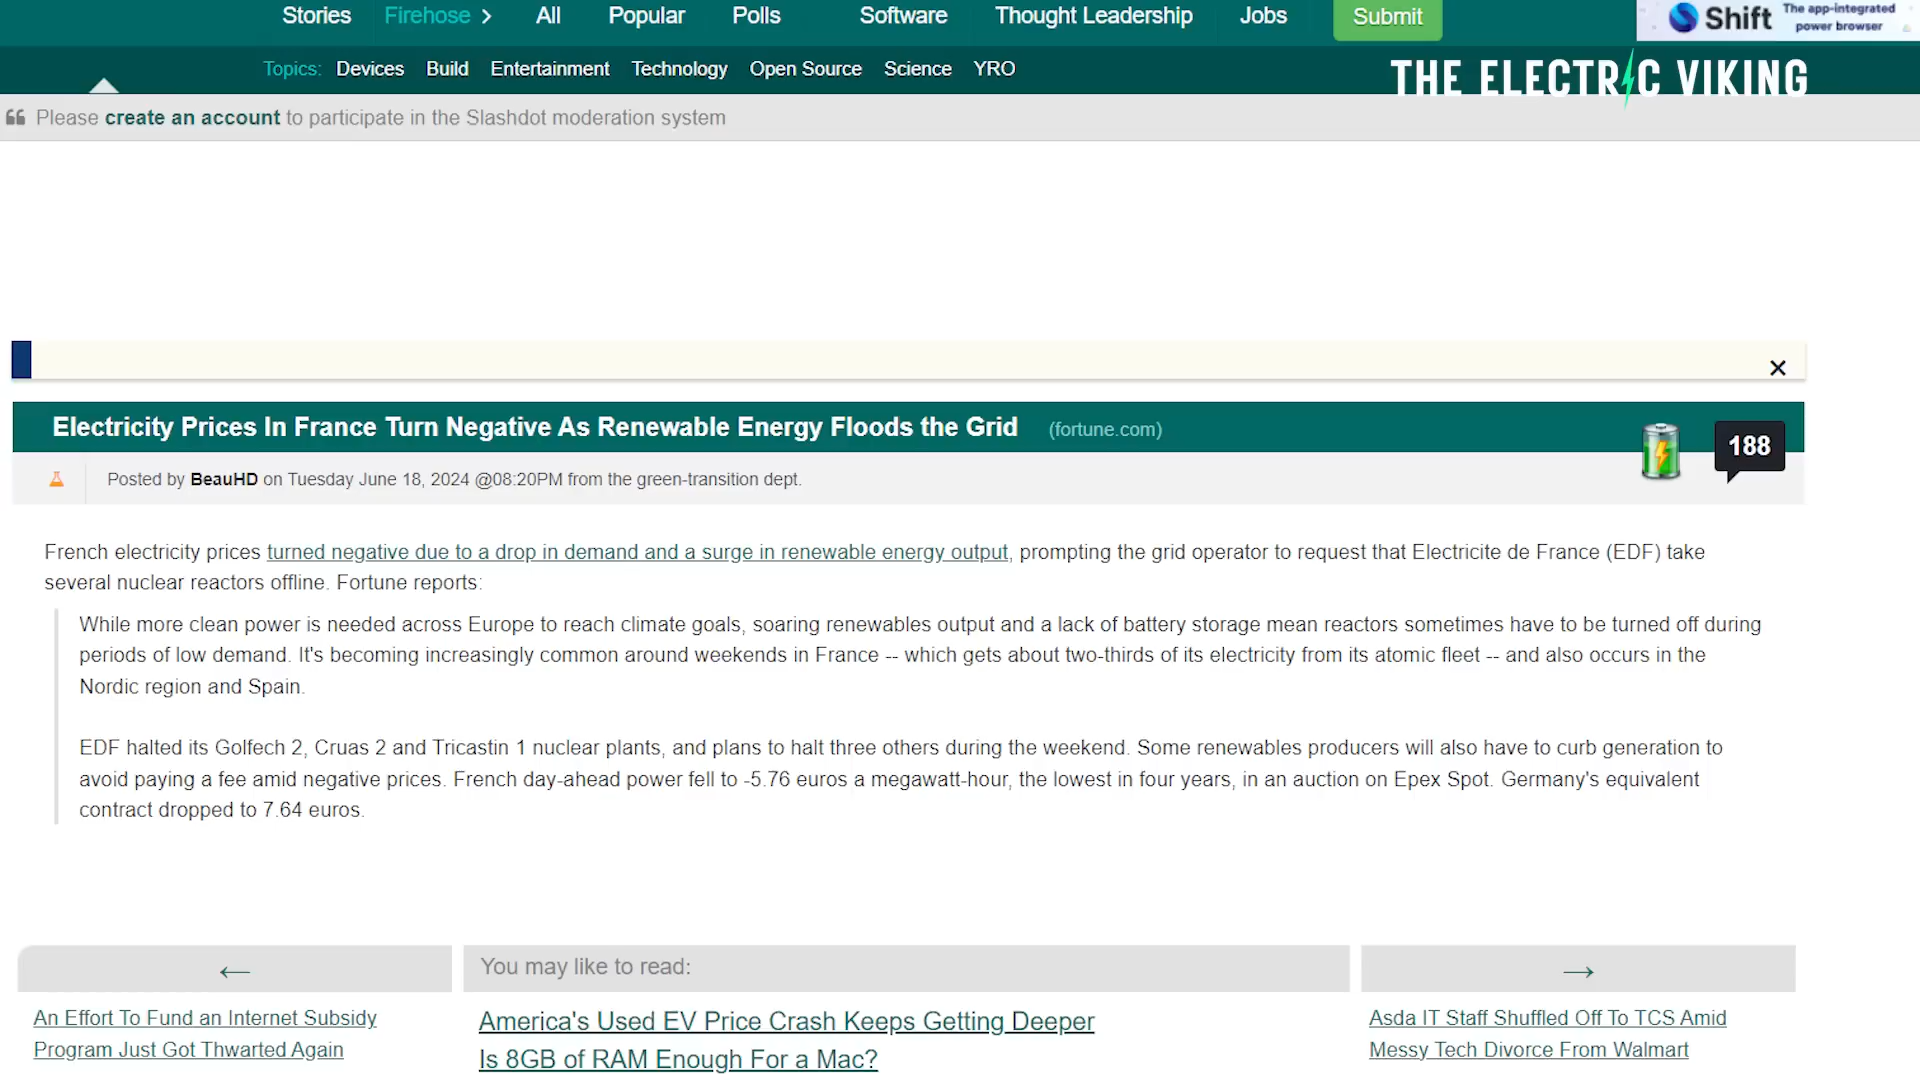 Stories Firehose > All Popular Polls Software Thought Leadership Jobs Submit
Shift The app-integrated power browser
Topics: Devices Build Entertainment Technology Open Source Science YRO
THE ELECTRIC VIKING
Please create an account to participate in the Slashdot moderation system
Electricity Prices In France Turn Negative As Renewable Energy Floods the Grid (fortune.com)
188
Posted by BeauHD on Tuesday June 18, 2024 @08:20PM from the green-transition dept.
French electricity prices turned negative due to a drop in demand and a surge in renewable energy output, prompting the grid operator to request that Electricite de France (EDF) take
several nuclear reactors offline. Fortune reports:
While more clean power is needed across Europe to reach climate goals, soaring renewables output and a lack of battery storage mean reactors sometimes have to be turned off during
periods of low demand. It's becoming increasingly common around weekends in France -- which gets about two-thirds of its electricity from its atomic fleet -- and also occurs in the
Nordic region and Spain.
EDF halted its Golfech 2, Cruas 2 and Tricastin 1 nuclear plants, and plans to halt three others during the weekend. Some renewables producers will also have to curb generation to
avoid paying a fee amid negative prices. French day-ahead power fell to -5.76 euros a megawatt-hour, the lowest in four years, in an auction on Epex Spot. Germany's equivalent
contract dropped to 7.64 euros.
You may like to read:
An Effort To Fund an Internet Subsidy
Program Just Got Thwarted Again
America's Used EV Price Crash Keeps Getting Deeper
Is 8GB of RAM Enough For a Mac?
Asda IT Staff Shuffled Off To TCS Amid
Messy Tech Divorce From Walmart